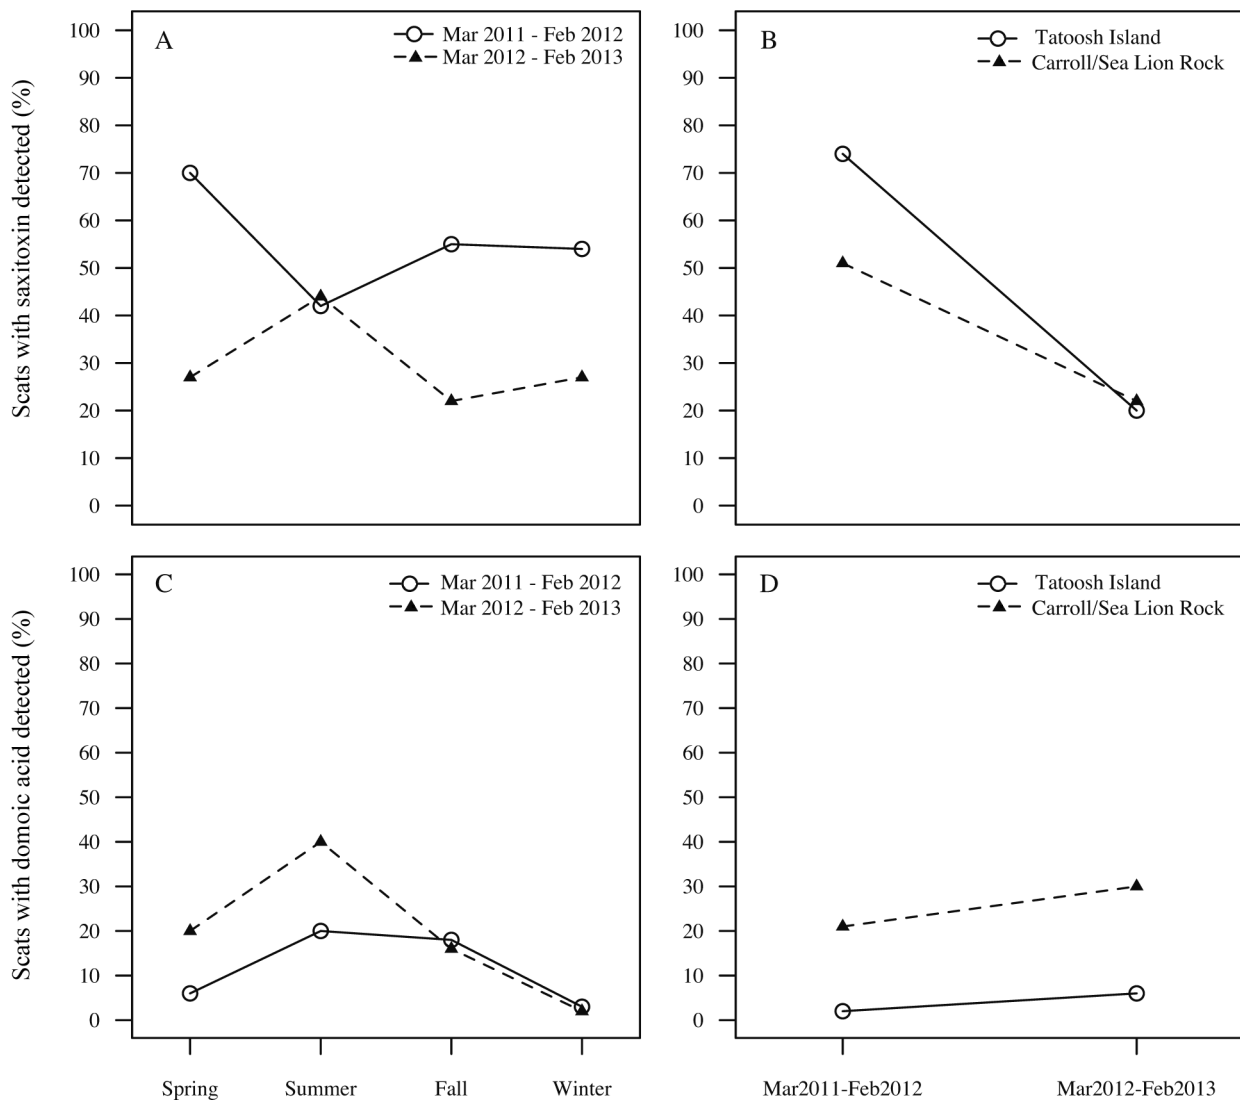 A
Mar 2011 - Feb 2012
Mar 2012 - Feb 2013
Scats with saxitoxin detected (%)
100
90
80
70
60
50
40
30
20
10
0
B
Tatoosh Island
Carroll/Sea Lion Rock
100
90
80
70
60
50
40
30
20
10
0
C
Mar 2011 - Feb 2012
Mar 2012 - Feb 2013
Scats with domoic acid detected (%)
100
90
80
70
60
50
40
30
20
10
0
Spring Summer Fall Winter
D
Tatoosh Island
Carroll/Sea Lion Rock
100
90
80
70
60
50
40
30
20
10
0
Mar2011-Feb2012 Mar2012-Feb2013